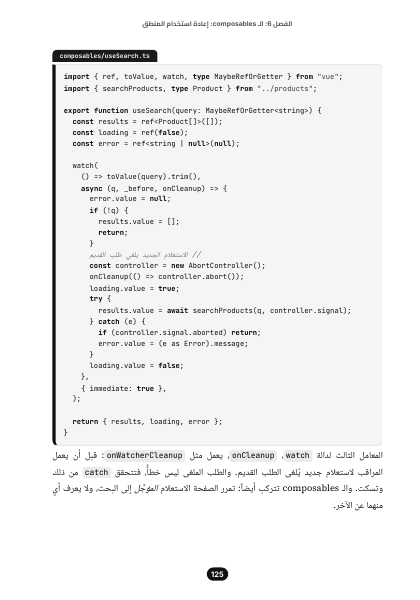 الفصل 6: الـ composables: إعادة استخدام المنطق
composables/useSearch.ts
import { ref, toValue, watch, type MaybeRefOrGetter } from "vue";
import { searchProducts, type Product } from "../products";
export function useSearch(query: MaybeRefOrGetter<string>) {
  const results = ref<Product[]>([]);
  const loading = ref(false);
  const error = ref<string | null>(null);
  watch(
    () => toValue(query).trim(),
    async (q, _before, onCleanup) => {
      error.value = null;
      if (!q) {
        results.value = [];
        return;
      }
      // الاستعلام الجديد يلغي طلب القديم
      const controller = new AbortController();
      onCleanup(() => controller.abort());
      loading.value = true;
      try {
        results.value = await searchProducts(q, controller.signal);
      } catch (e) {
        if (controller.signal.aborted) return;
        error.value = (e as Error).message;
      }
      loading.value = false;
    },
    { immediate: true },
  );
  return { results, loading, error };
}
المعامل الثالث لدالة watch، onCleanup، يعمل مثل onWatcherCleanup: قبل أن يعمل
المراقب لاستعلام جديد يُلغى الطلب القديم. والطلب الملغى ليس خطأً، فتتحقق catch من ذلك
وتسكت. والـ composables تتركب أيضاً: تمرر الصفحة الاستعلام المؤجَّل إلى البحث، ولا يعرف أي
منهما عن الآخر.
125